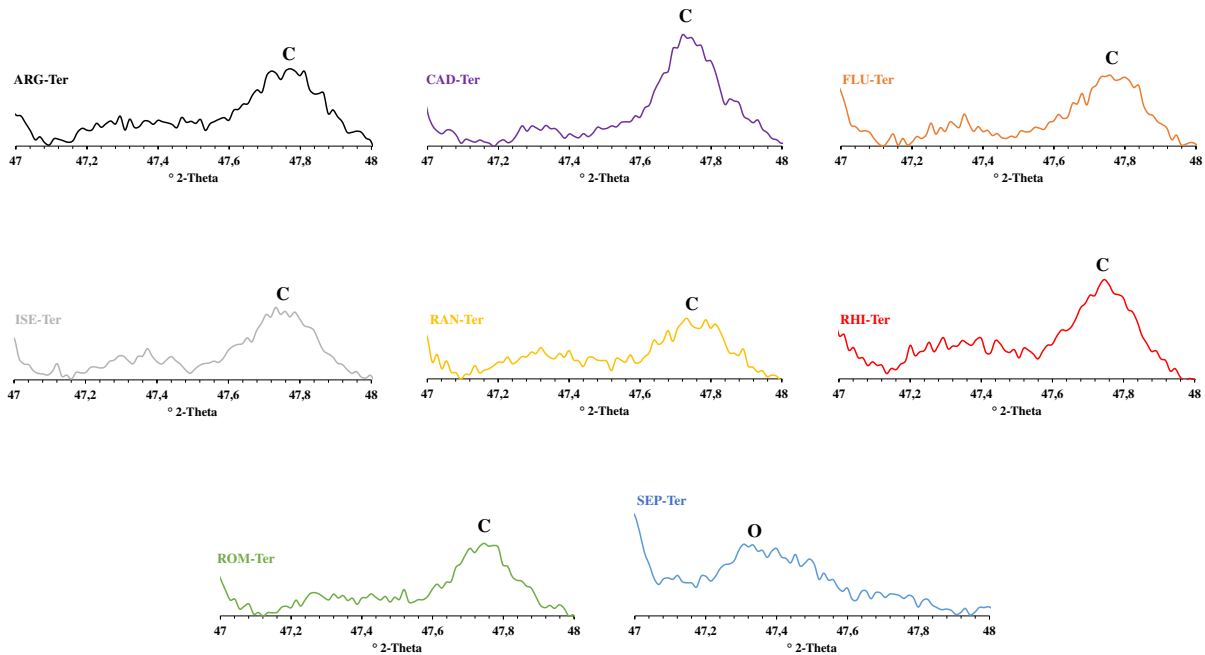 C
C
C
ARG-Ter
CAD-Ter
FLU-Ter
47 47,2 47,4 47,6 47,8 48
47 47,2 47,4 47,6 47,8 48
47 47,2 47,4 47,6 47,8 48
° 2-Theta
° 2-Theta
° 2-Theta
C
C
C
ISE-Ter
RAN-Ter
RHI-Ter
47 47,2 47,4 47,6 47,8 48
47 47,2 47,4 47,6 47,8 48
47 47,2 47,4 47,6 47,8 48
° 2-Theta
° 2-Theta
° 2-Theta
SEP-Ter
C
O
ROM-Ter
47 47,2 47,4 47,6 47,8 48
47 47,2 47,4 47,6 47,8 48
° 2-Theta
° 2-Theta